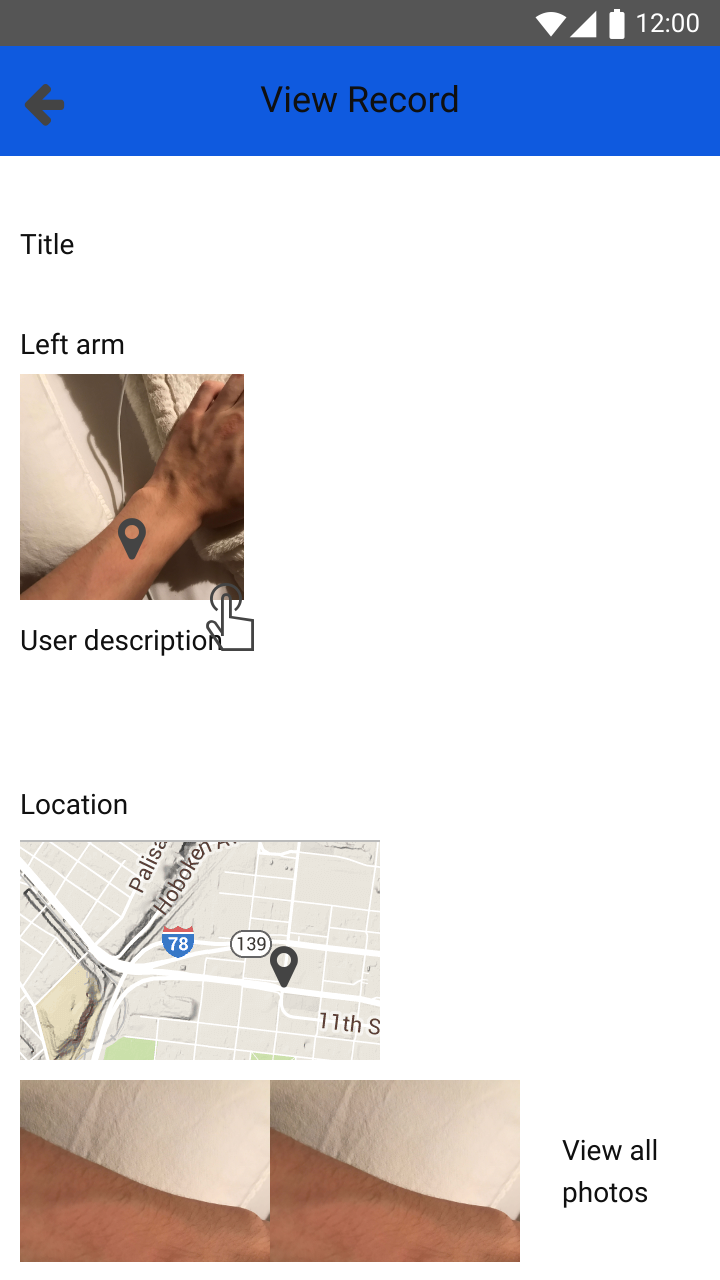 12:00
View Record
Title
Left arm
User description
Location
Palisa
Hoboken A
78
139
11th S
View all
photos